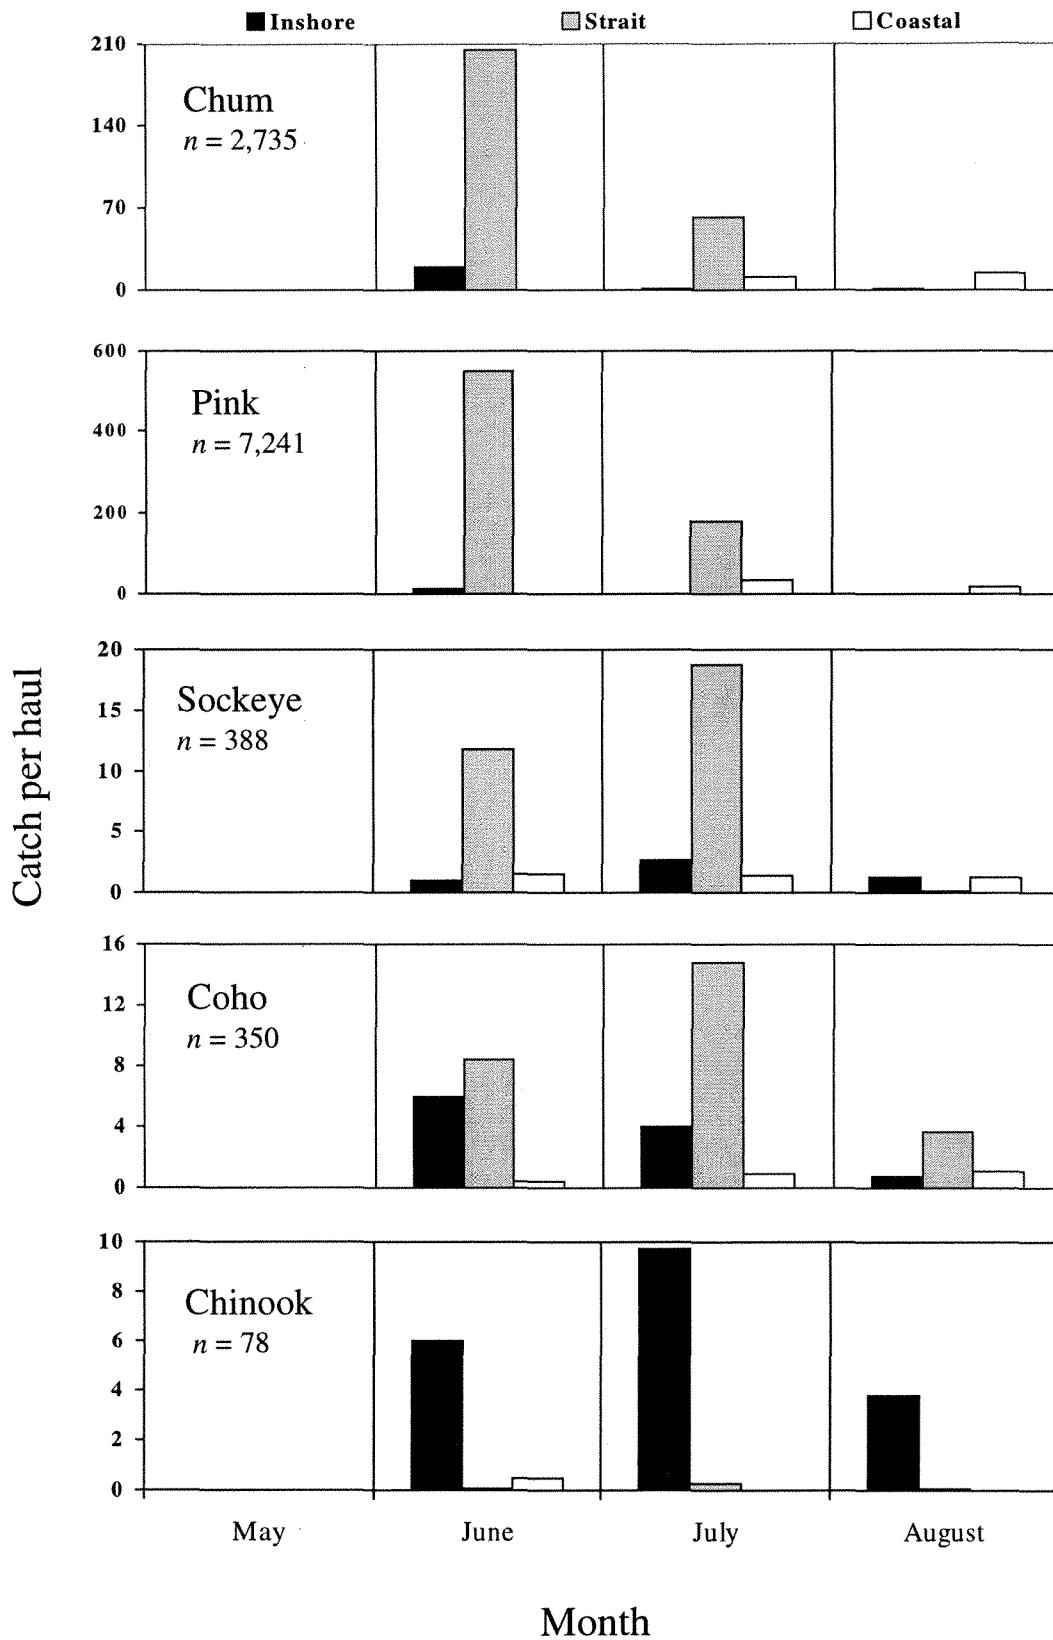 Inshore Strait Coastal
210
Chum
140
n = 2,735
70
0
600
Pink
400
n = 7,241
200
0
20
Sockeye
15
n = 388
10
5
0
Catch per haul
16
Coho
12
n = 350
8
4
0
10
Chinook
8
n = 78
6
4
2
0
May June July August
Month